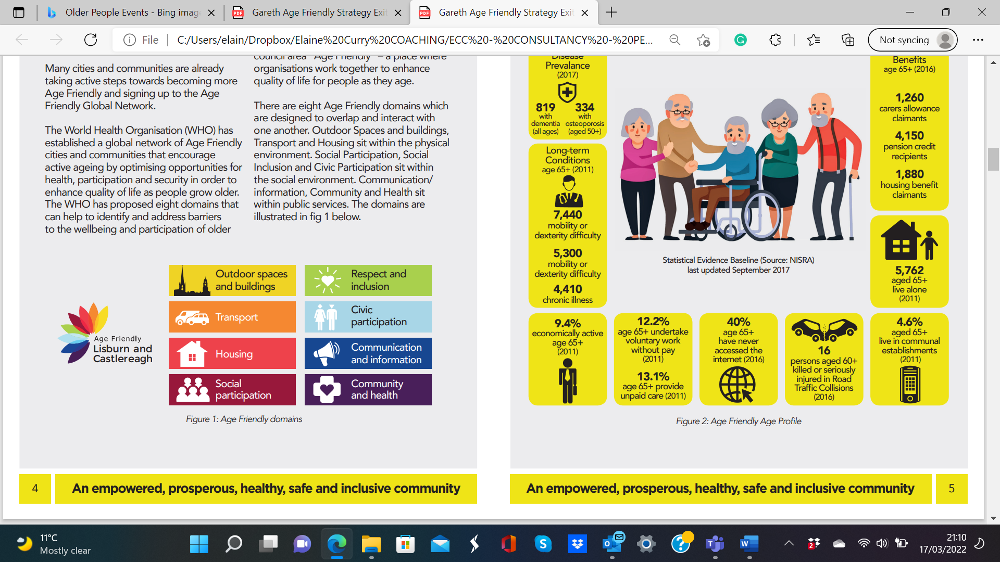 Older People Events - Bing imag
Gareth Age Friendly Strategy Exit
Gareth Age Friendly Strategy Exit
File
C:/Users/elain/Dropbox/Elaine%20Curry%20COACHING/ECC%20-%20CONSULTANCY%20-%20PE...
Not syncing
council area "Age Friendly" – a place where
Many cities and communities are already
taking active steps towards becoming more
Age Friendly and signing up to the Age
Friendly Global Network.
The World Health Organisation (WHO) has
established a global network of Age Friendly
cities and communities that encourage
active ageing by optimising opportunities for
health, participation and security in order to
enhance quality of life as people grow older.
The WHO has proposed eight domains that
can help to identify and address barriers
to the wellbeing and participation of older
organisations work together to enhance
quality of life for people as they age.
There are eight Age Friendly domains which
are designed to overlap and interact with
one another. Outdoor Spaces and buildings,
Transport and Housing sit within the physical
environment. Social Participation, Social
Inclusion and Civic Participation sit within
the social environment. Communication/
information, Community and Health sit
within public services. The domains are
illustrated in fig 1 below.
Age Friendly
Lisburn and
Castlereagh
Outdoor spaces
and buildings
Respect and
inclusion
Transport
Civic
participation
Housing
Communication
and information
Social
participation
Community
and health
Figure 1: Age Friendly domains
4
An empowered, prosperous, healthy, safe and inclusive community
Disease
Prevalance
(2017)
819
with
dementia
(all ages)
334
with
osteoporosis
(aged 50+)
Long-term
Conditions
age 65+ (2011)
7,440
mobility or
dexterity difficulty
5,300
mobility or
dexterity difficulty
4,410
chronic illness
Statistical Evidence Baseline (Source: NISRA)
last updated September 2017
Benefits
age 65+ (2016)
1,260
carers allowance
claimants
4,150
pension credit
recipients
1,880
housing benefit
claimants
5,762
aged 65+
live alone
(2011)
9.4%
economically active
age 65+
(2011)
12.2%
age 65+ undertake
voluntary work
without pay
(2011)
13.1%
age 65+ provide
unpaid care (2011)
40%
age 65+
have never
accessed the
internet (2016)
16
persons aged 60+
killed or seriously
injured in Road
Traffic Collisions
(2016)
4.6%
aged 65+
live in communal
establishments
(2011)
Figure 2: Age Friendly Age Profile
An empowered, prosperous, healthy, safe and inclusive community
5
11°C
Mostly clear
21:10
17/03/2022